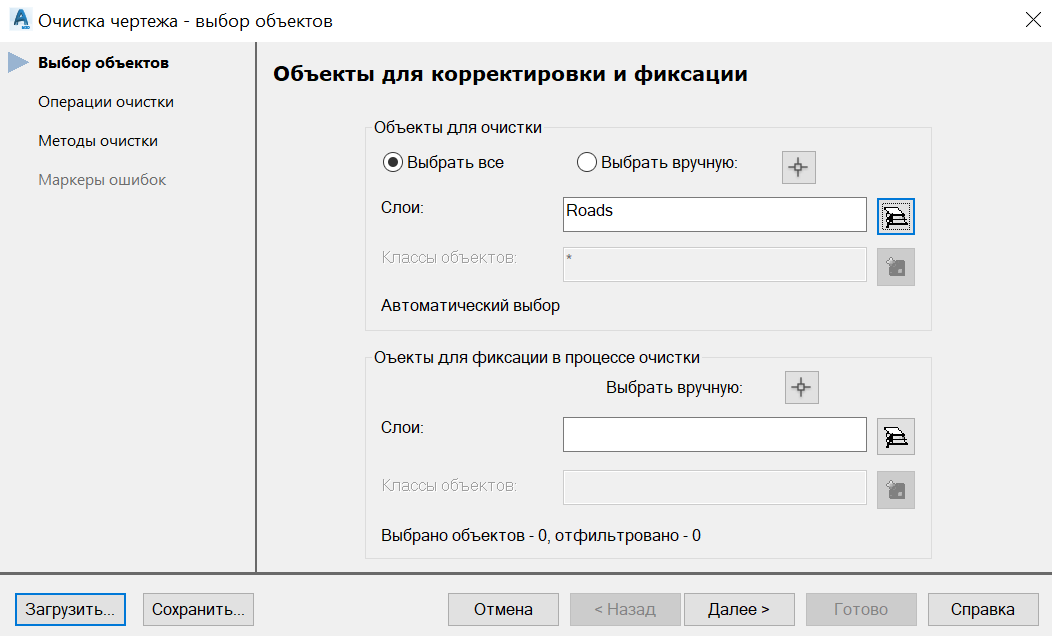 Очистка чертежа - выбор объектов
Выбор объектов
Операции очистки
Методы очистки
Маркеры ошибок
Объекты для корректировки и фиксации
Объекты для очистки
Выбрать все Выбрать вручную:
Слои: Roads
Классы объектов: *
Автоматический выбор
Оъекты для фиксации в процессе очистки
Выбрать вручную:
Слои:
Классы объектов:
Выбрано объектов - 0, отфильтровано - 0
Загрузить... Сохранить... Отмена < Назад Далее > Готово Справка